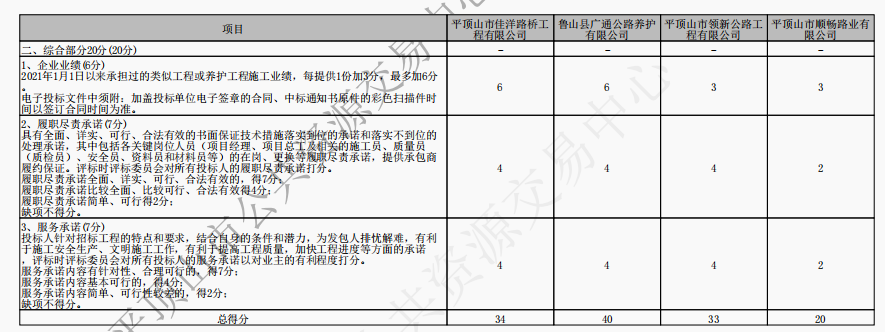 项目 平顶山市佳洋路桥工程有限公司 鲁山县广通公路养护有限公司 平顶山市领新公路工程有限公司 平顶山市顺畅路业有限公司
二、综合部分20分(20分) — — — —
1、企业业绩(6分)
2021年1月1日以来承担过的类似工程或养护工程施工业绩，每提供1份加3分，最多加6分
。
电子投标文件中须附：加盖投标单位电子签章的合同、中标通知书原件的彩色扫描件时
间以签订合同时间为准。
6 6 3 3
2、履职尽责承诺(7分)
具有全面、详实、可行、合法有效的书面保证技术措施落实到位的承诺和落实不到位的
处理承诺，其中包括各关键岗位人员（项目经理、项目总工及相关的施工员、质量员
（质检员）、安全员、资料员和材料员等）的在岗、更换等履职尽责承诺，提供承包商
履约保证。评标时评标委员会对所有投标人的履职尽责承诺打分。
履职尽责承诺全面、详实、可行、合法有效的，得7分；
履职尽责承诺比较全面、比较可行、合法有效得4分；
履职尽责承诺简单、可行得2分；
缺项不得分。
4 4 4 2
3、服务承诺(7分)
投标人针对招标工程的特点和要求，结合自身的条件和潜力，为发包人排忧解难，有利
于施工安全生产、文明施工工作，有利于提高工程质量，加快工程进度等方面的承诺
，评标时评标委员会对所有投标人的服务承诺以对业主的有利程度打分。
服务承诺内容有针对性、合理可行的，得7分；
服务承诺内容基本可行的，得4分；
服务承诺内容简单、可行性较差的，得2分；
缺项不得分。
4 4 4 2
总得分 34 40 33 20
平顶山市公共资源交易中心
公共资源交易中心